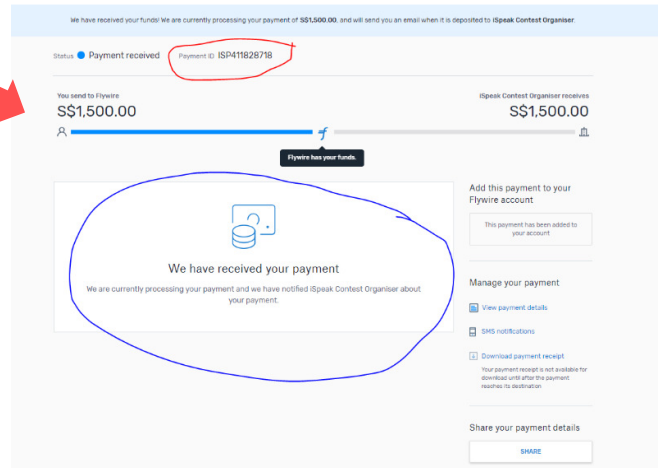 We have received your funds! We are currently processing your payment of S$1,500.00, and will send you an email when it is deposited to iSpeak Contest Organiser.
Status Payment received Payment ID ISP411828718
You send to Flywire
S$1,500.00
iSpeak Contest Organiser receives
S$1,500.00
Flywire has your funds.
We have received your payment
We are currently processing your payment and we have notified iSpeak Contest Organiser about
your payment.
Add this payment to your
Flywire account
This payment has been added to
your account
Manage your payment
View payment details
SMS notifications
Download payment receipt
Your payment receipt is not available for
download until after the payment
reaches its destination
Share your payment details
SHARE